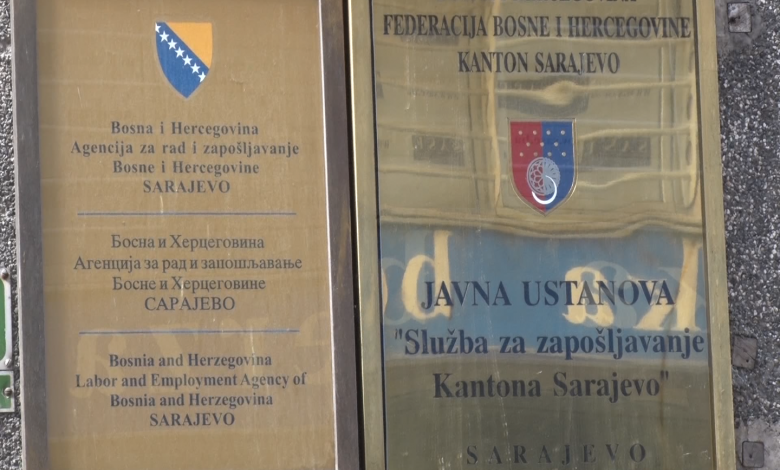 Bosna i Hercegovina
Agencija za rad i zapošljavanje
Bosne i Hercegovine
SARAJEVO
Босна и Херцеговина
Агенција за рад и запошљавање
Босне и Херцеговине
САРАЈЕВО
Bosnia and Herzegovina
Labor and Employment Agency of
Bosnia and Herzegovina
SARAJEVO
FEDERACIJA BOSNE I HERCEGOVINE
KANTON SARAJEVO
JAVNA USTANOVA
"Služba za zapošljavanje
Kantona Sarajevo"
SARAJEVO